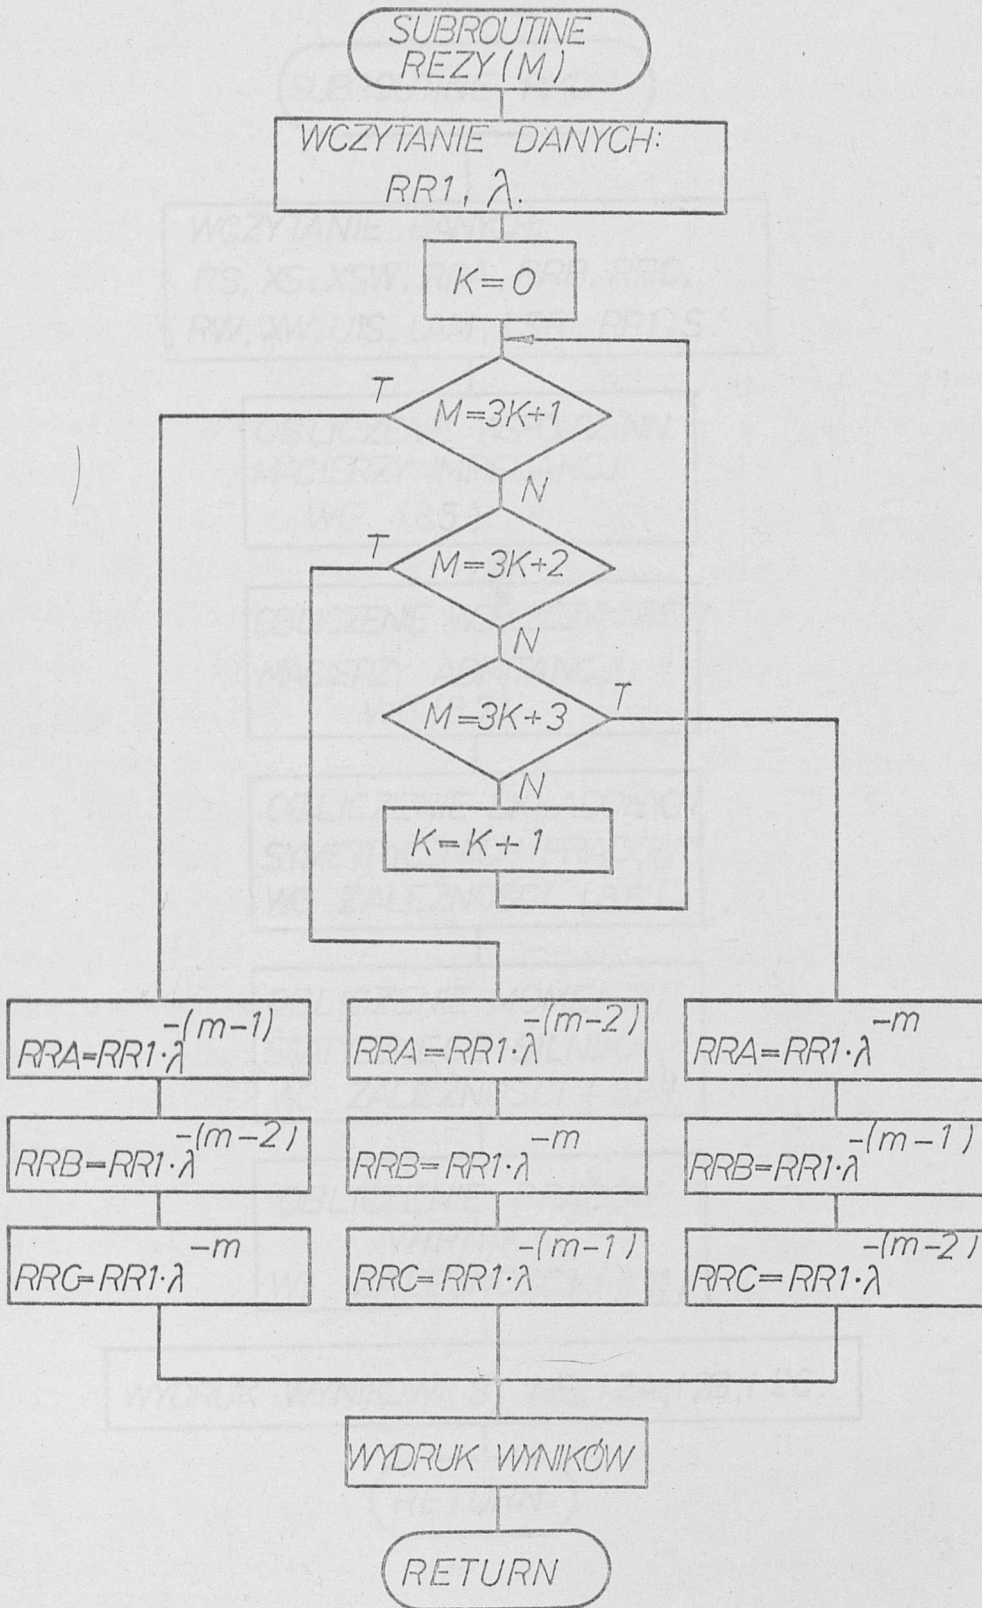 SUBROUTINE
REZY(M)
WCZYTANIE DANYCH:
RR1, λ.
K=0
T
M=3K+1
N
T
M=3K+2
N
T
M=3K+3
N
K=K+1
RRA=RR1·λ^-(m-1)
RRA=RR1·λ^-(m-2)
RRA=RR1·λ^-m
RRB=RR1·λ^-(m-2)
RRB=RR1·λ^-m
RRB=RR1·λ^-(m-1)
RRC=RR1·λ^-m
RRC=RR1·λ^-(m-1)
RRC=RR1·λ^-(m-2)
WYDRUK WYNIKÓW
RETURN